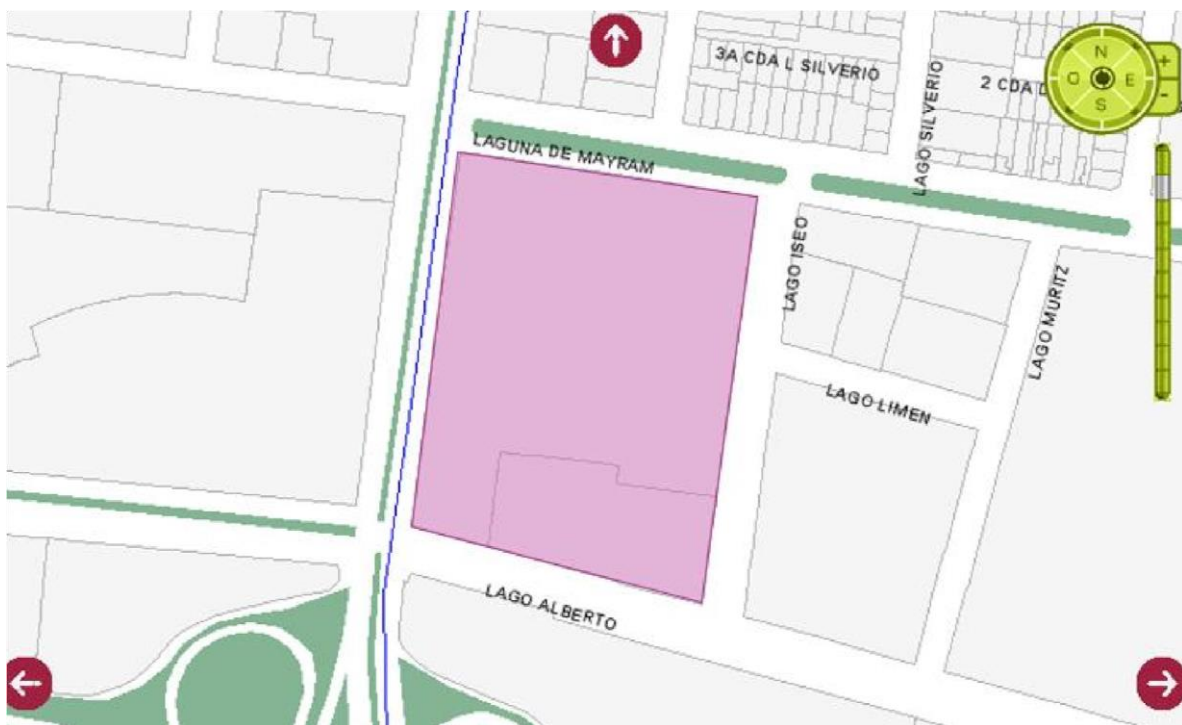 3A CDA L SILVERIO
2 CDA
LAGO SILVERIO
N
O
E
S
+
-
LAGUNA DE MAYRAM
LAGO ISEO
LAGO MURITZ
LAGO LIMEN
LAGO ALBERTO